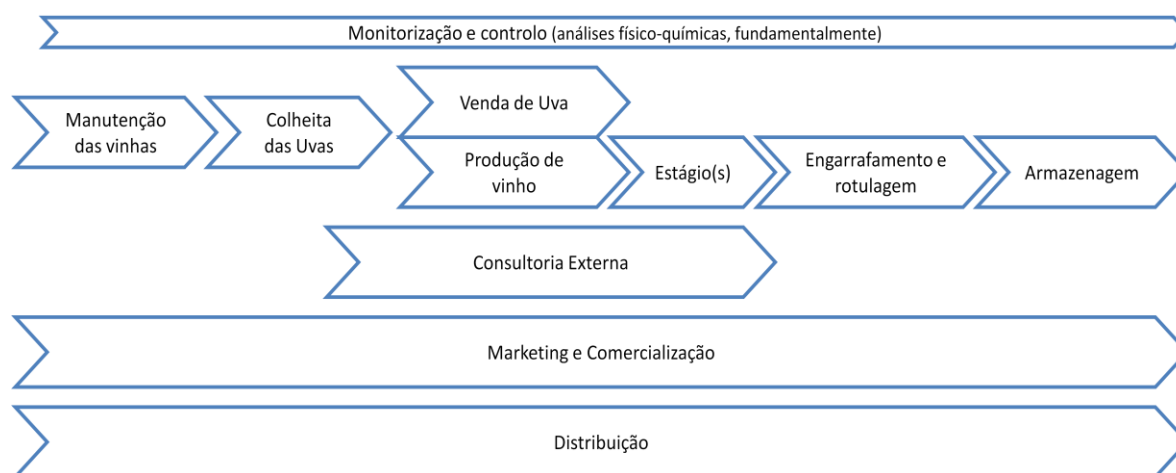 Monitorização e controlo (análises físico-químicas, fundamentalmente)
Venda de Uva
Manutenção
das vinhas
Colheita
das Uvas
Produção de
vinho
Estágio(s)
Engarrafamento e
rotulagem
Armazenagem
Consultoria Externa
Marketing e Comercialização
Distribuição